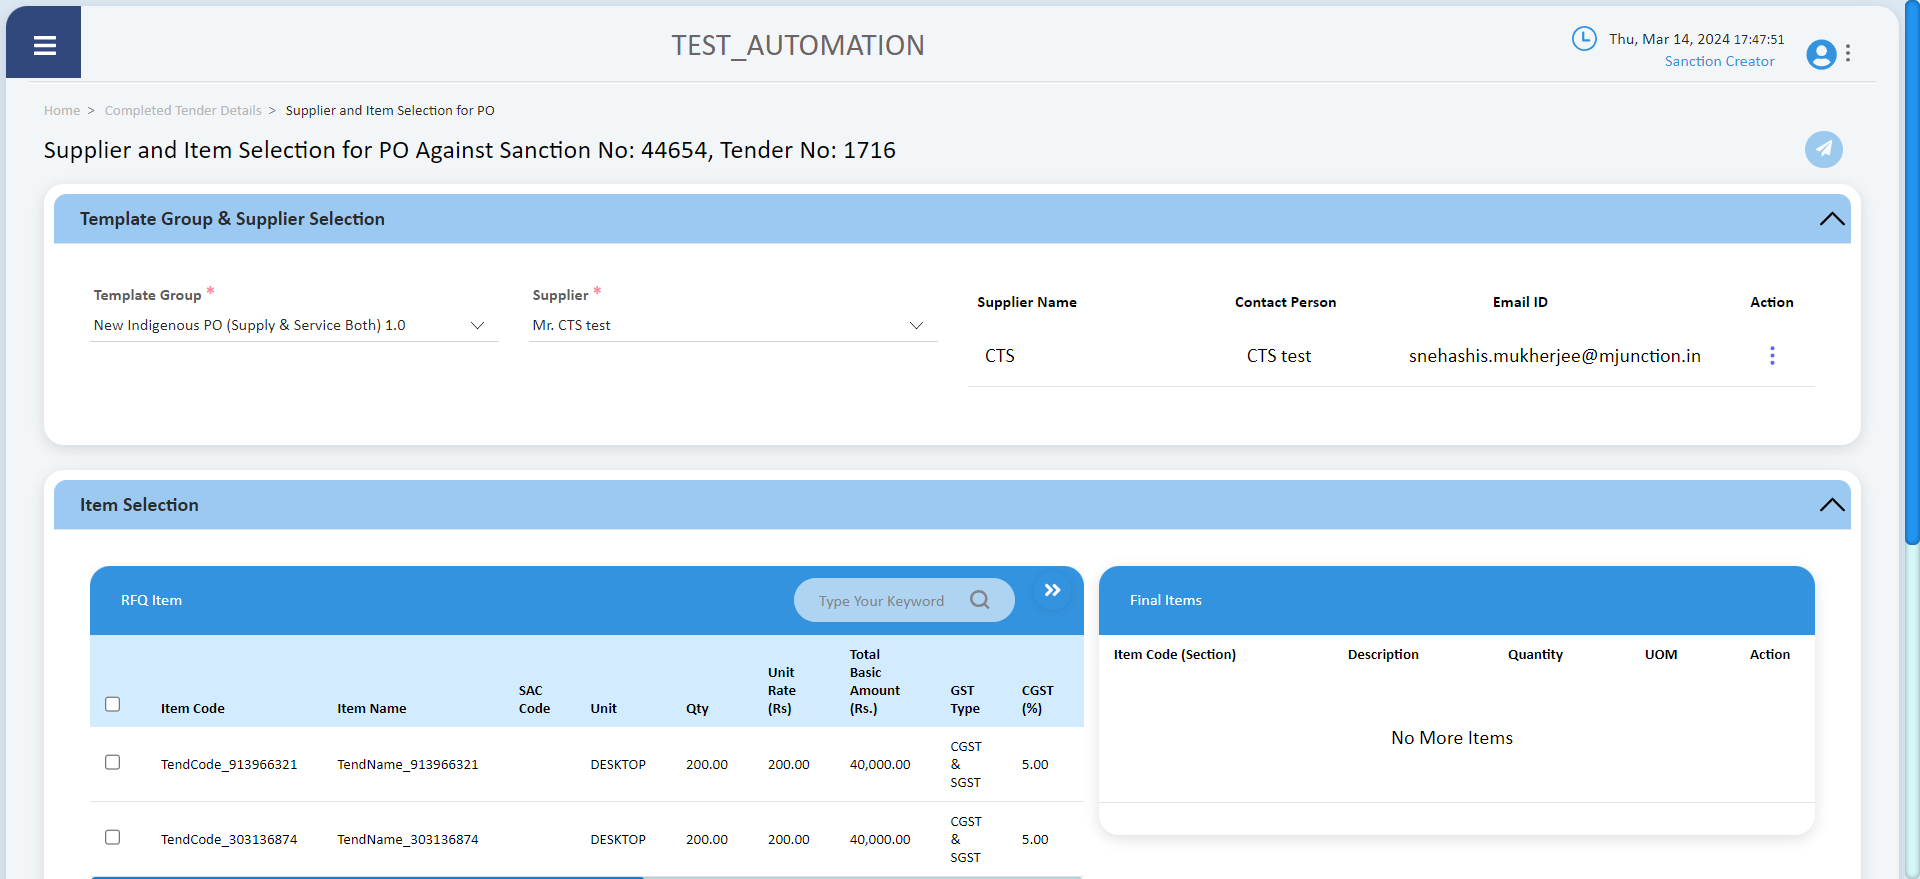 TEST_AUTOMATION
Thu, Mar 14, 2024 17:47:51
Sanction Creator
Home > Completed Tender Details > Supplier and Item Selection for PO
Supplier and Item Selection for PO Against Sanction No: 44654, Tender No: 1716
Template Group & Supplier Selection
Template Group *
New Indigenous PO (Supply & Service Both) 1.0
Supplier *
Mr. CTS test
Supplier Name Contact Person Email ID Action
CTS CTS test snehashis.mukherjee@mjunction.in
Item Selection
RFQ Item
Type Your Keyword
Item Code Item Name SAC Code Unit Qty Unit Rate (Rs) Total Basic Amount (Rs.) GST Type CGST (%)
TendCode_913966321 TendName_913966321 DESKTOP 200.00 200.00 40,000.00 CGST & SGST 5.00
TendCode_303136874 TendName_303136874 DESKTOP 200.00 200.00 40,000.00 CGST & SGST 5.00
Final Items
Item Code (Section) Description Quantity UOM Action
No More Items